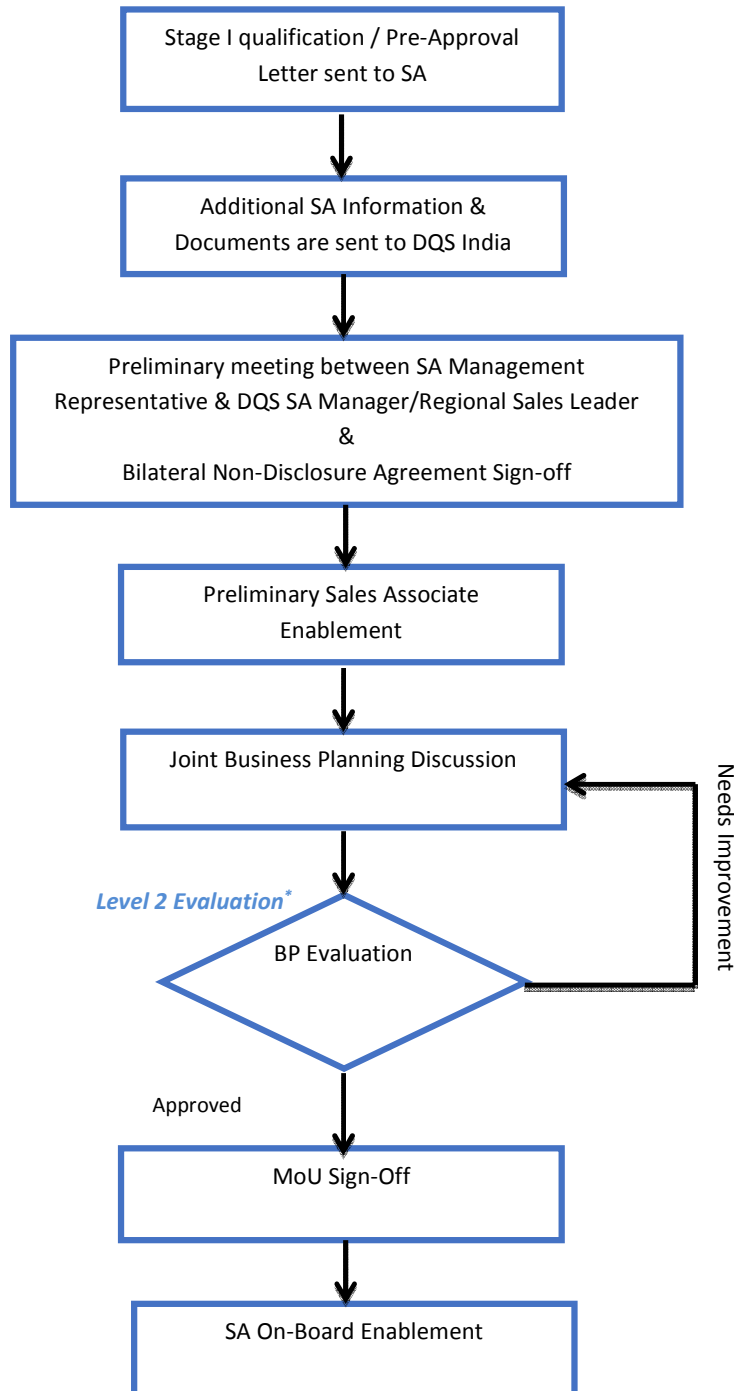 Stage I qualification / Pre-Approval
Letter sent to SA
Additional SA Information &
Documents are sent to DQS India
Preliminary meeting between SA Management
Representative & DQS SA Manager/Regional Sales Leader
&
Bilateral Non-Disclosure Agreement Sign-off
Preliminary Sales Associate
Enablement
Joint Business Planning Discussion
Needs Improvement
Level 2 Evaluation*
BP Evaluation
Approved
MoU Sign-Off
SA On-Board Enablement